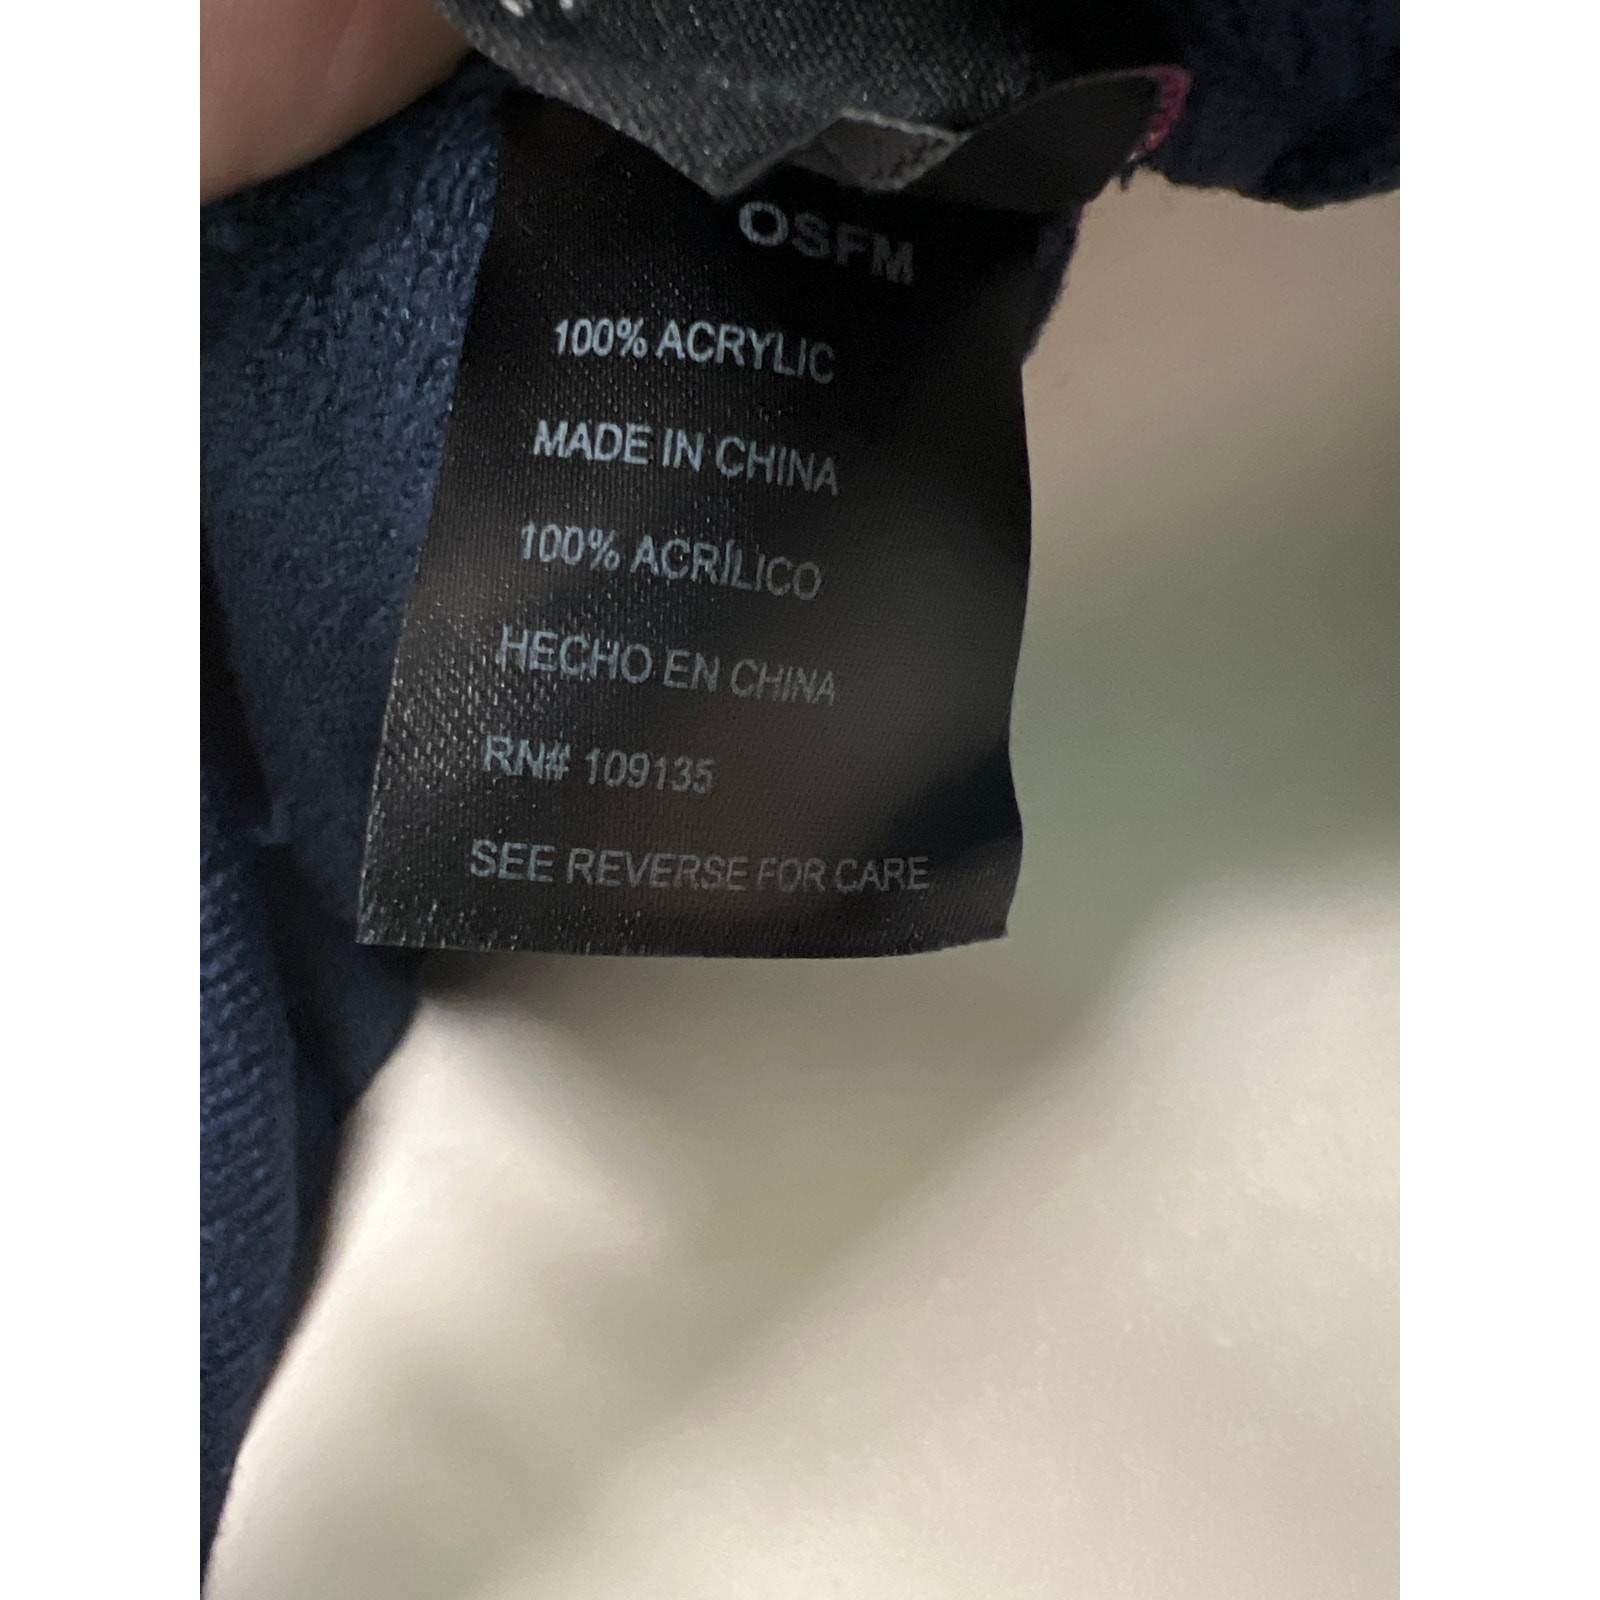 OSFM
100% ACRYLIC
MADE IN CHINA
100% ACRÍLICO
HECHO EN CHINA
RN# 109135
SEE REVERSE FOR CARE